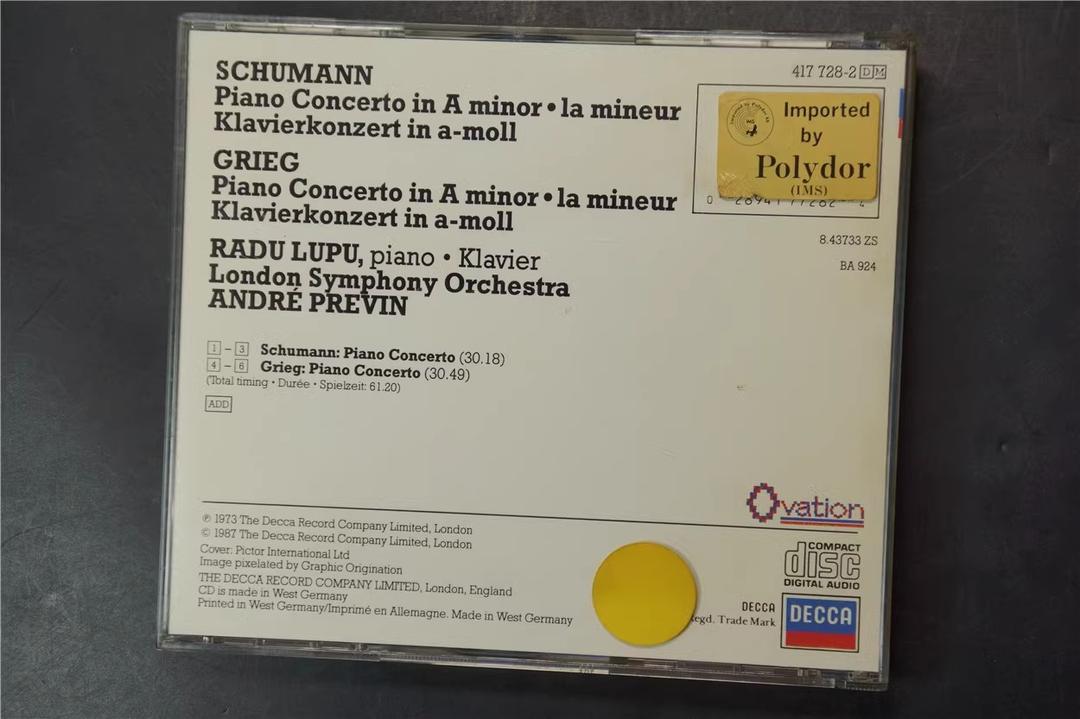 SCHUMANN
Piano Concerto in A minor • la mineur
Klavierkonzert in a-moll
GRIEG
Piano Concerto in A minor • la mineur
Klavierkonzert in a-moll
RADU LUPU, piano • Klavier
London Symphony Orchestra
ANDRÉ PREVIN
1 – 3 Schumann: Piano Concerto (30.18)
4 – 6 Grieg: Piano Concerto (30.49)
(Total timing • Durée • Spielzeit: 61.20)
ADD
417 728-2 DM
Imported
by
Polydor
(IMS)
8.43733 ZS
BA 924
Ovation
℗ 1973 The Decca Record Company Limited, London
© 1987 The Decca Record Company Limited, London
Cover: Pictor International Ltd
Image pixelated by Graphic Origination
THE DECCA RECORD COMPANY LIMITED, London, England
CD is made in West Germany
Printed in West Germany/Imprimé en Allemagne. Made in West Germany
COMPACT
disc
DIGITAL AUDIO
DECCA
Regd. Trade Mark
DECCA